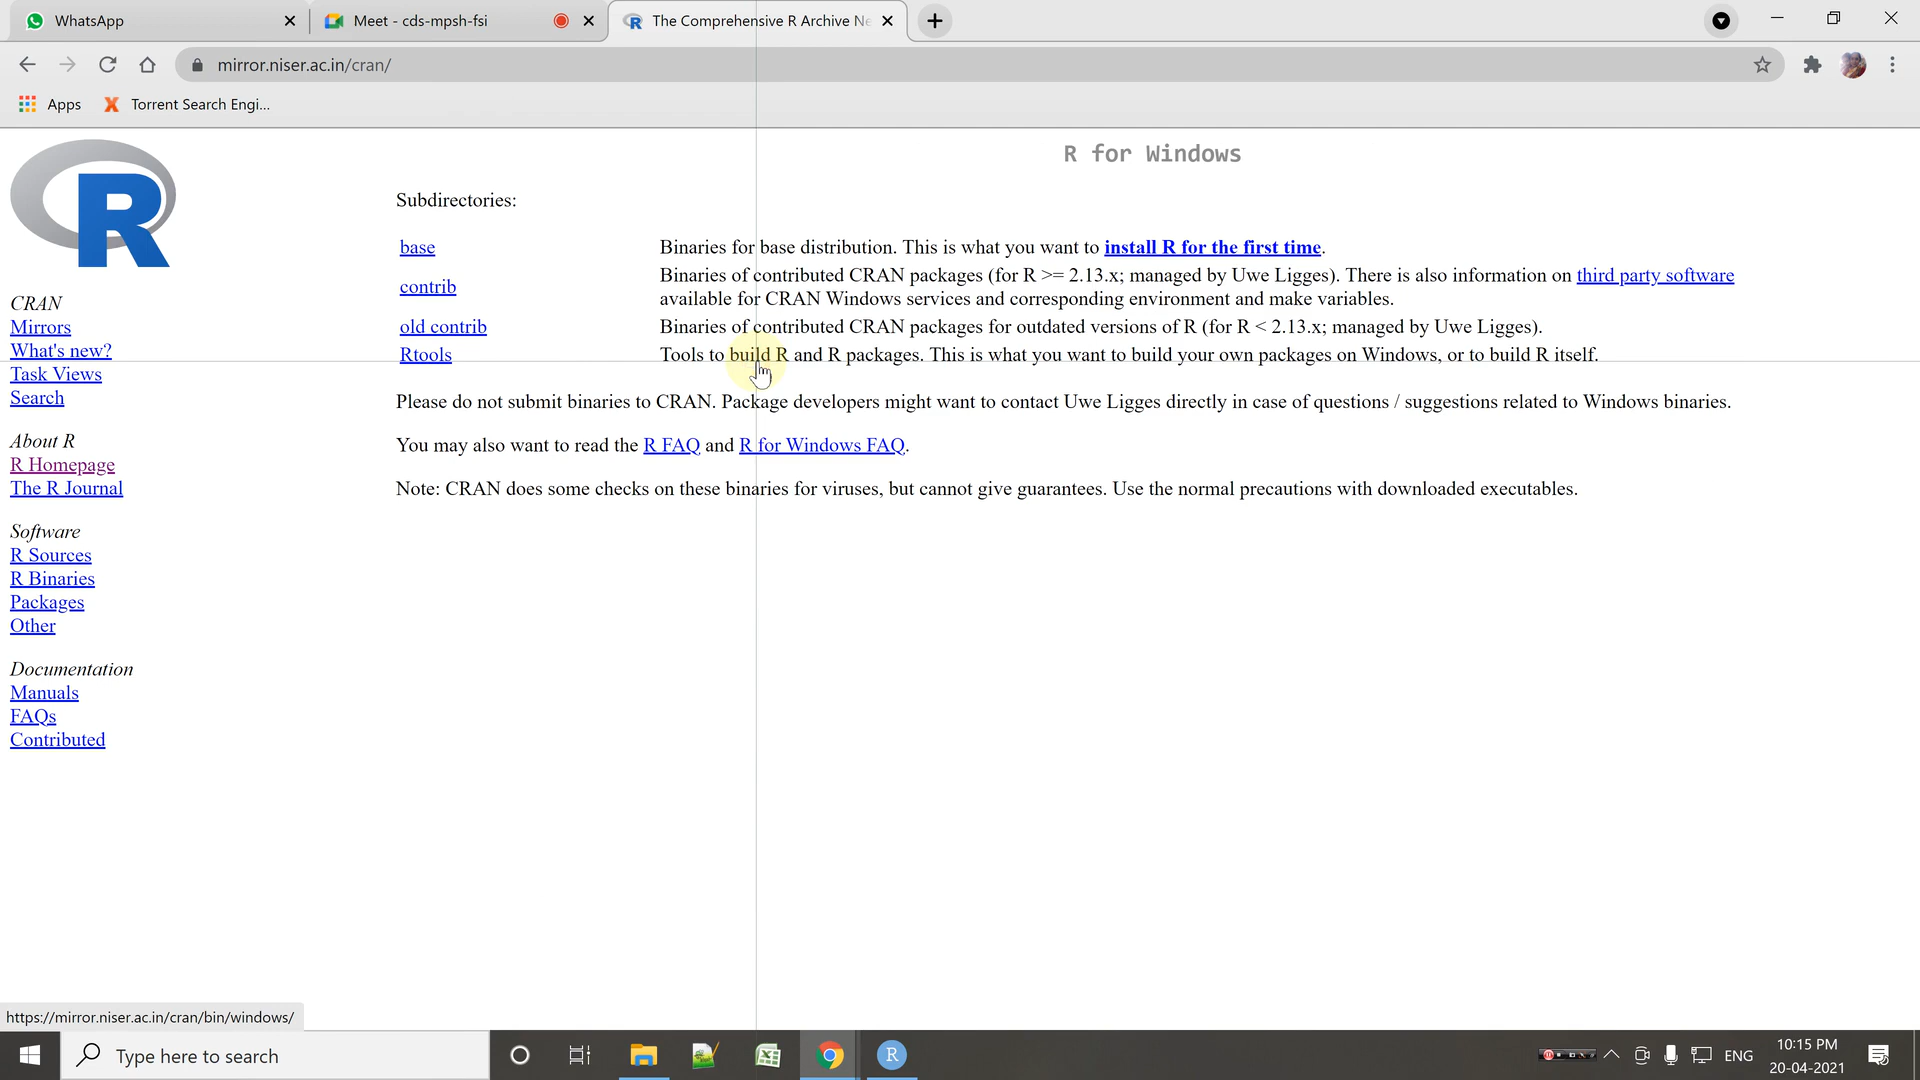 WhatsApp
Meet - cds-mpsh-fsi
The Comprehensive R Archive Ne
mirror.niser.ac.in/cran/
Apps
Torrent Search Engi...
R
CRAN
Mirrors
What's new?
Task Views
Search
About R
R Homepage
The R Journal
Software
R Sources
R Binaries
Packages
Other
Documentation
Manuals
FAQs
Contributed
R for Windows
Subdirectories:
base
Binaries for base distribution. This is what you want to install R for the first time.
contrib
Binaries of contributed CRAN packages (for R >= 2.13.x; managed by Uwe Ligges). There is also information on third party software
available for CRAN Windows services and corresponding environment and make variables.
old contrib
Binaries of contributed CRAN packages for outdated versions of R (for R < 2.13.x; managed by Uwe Ligges).
Rtools
Tools to build R and R packages. This is what you want to build your own packages on Windows, or to build R itself.
Please do not submit binaries to CRAN. Package developers might want to contact Uwe Ligges directly in case of questions / suggestions related to Windows binaries.
You may also want to read the R FAQ and R for Windows FAQ.
Note: CRAN does some checks on these binaries for viruses, but cannot give guarantees. Use the normal precautions with downloaded executables.
https://mirror.niser.ac.in/cran/bin/windows/
Type here to search
R
ENG
10:15 PM
20-04-2021